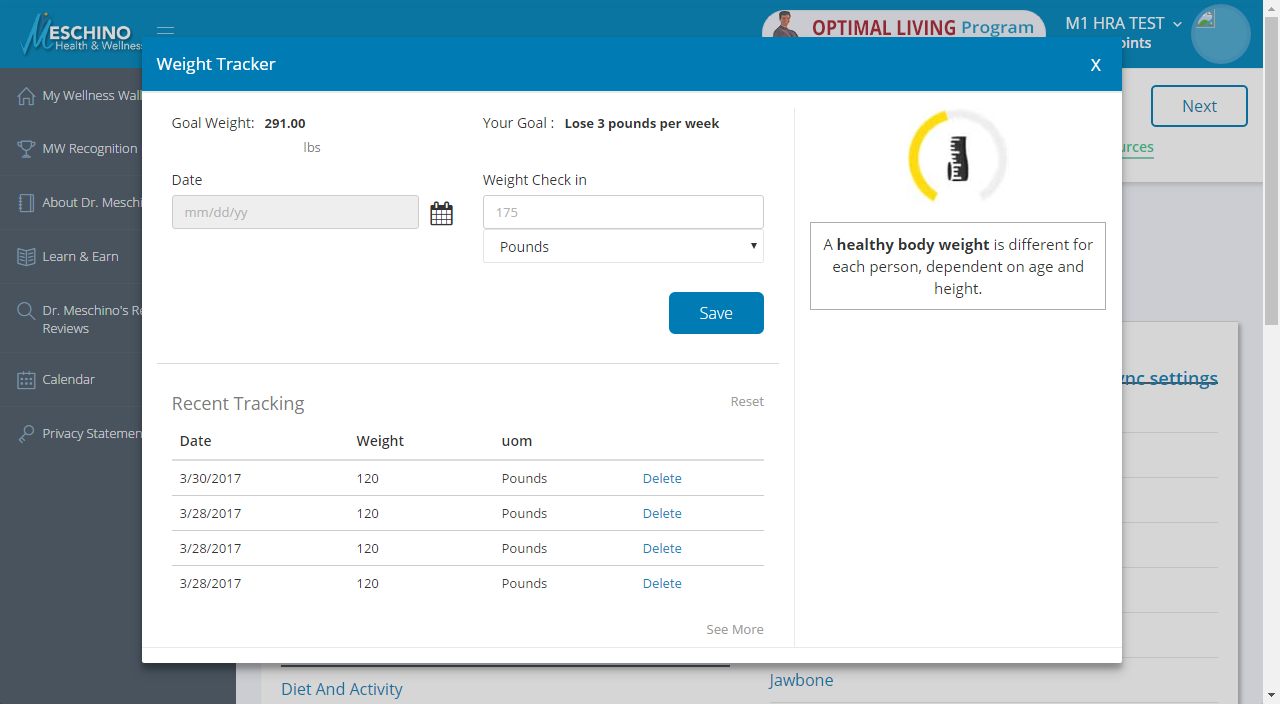 MESCHINO
Health & Wellness
OPTIMAL LIVING Program
M1 HRA TEST
oints
Weight Tracker
X
My Wellness Wall
MW Recognition
About Dr. Meschi
Learn & Earn
Dr. Meschino's Re
Reviews
Calendar
Privacy Statemen
Next
urces
Goal Weight: 291.00
lbs
Your Goal : Lose 3 pounds per week
Date
mm/dd/yy
Weight Check in
175
Pounds
Save
A healthy body weight is different for
each person, dependent on age and
height.
Recent Tracking
Reset
Date Weight uom
3/30/2017 120 Pounds Delete
3/28/2017 120 Pounds Delete
3/28/2017 120 Pounds Delete
3/28/2017 120 Pounds Delete
See More
ync settings
Diet And Activity
Jawbone